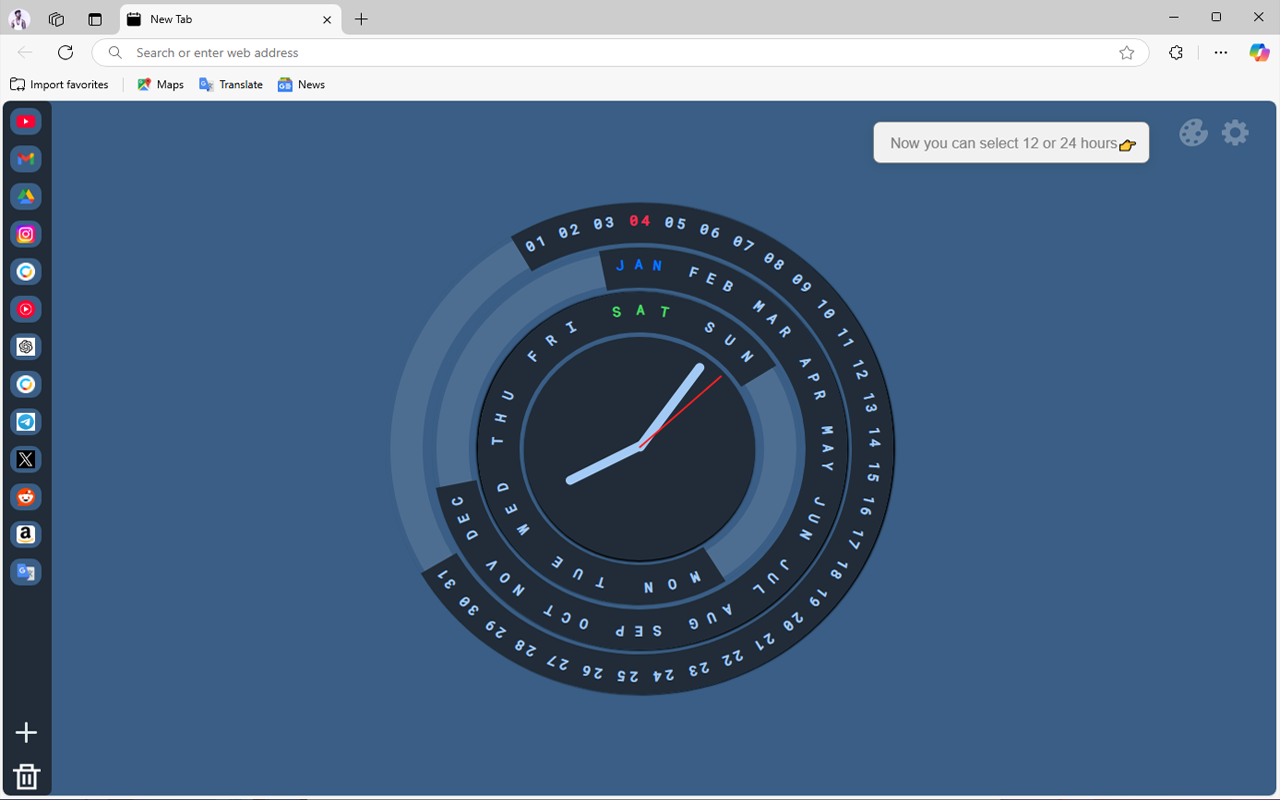 New Tab
Search or enter web address
Import favorites
Maps
Translate
News
Now you can select 12 or 24 hours👉
01 02 03 04 05 06 07 08 09 10 11 12 13 14 15 16 17 18 19 20 21 22 23 24 25 26 27 28 29 30 31
JAN FEB MAR APR MAY JUN JUL AUG SEP OCT NOV DEC
SAT SUN MON TUE WED THU FRI
X
a